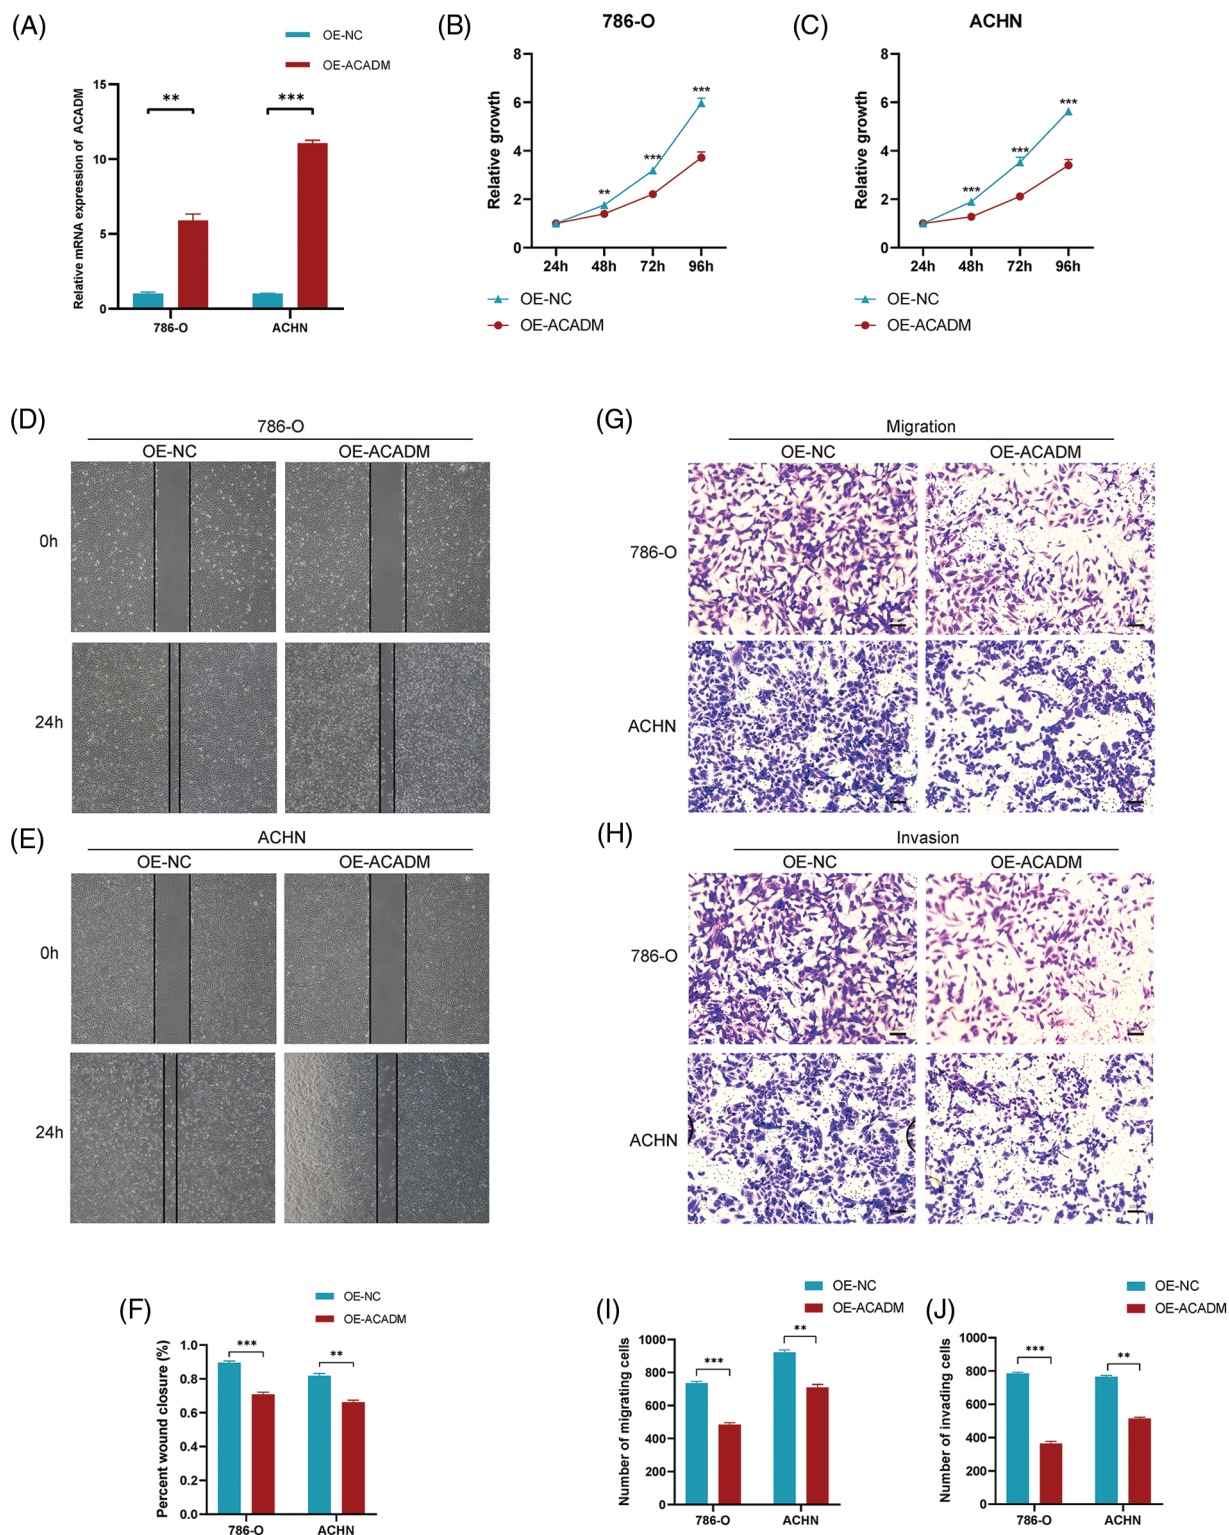 (A)
OE-NC
OE-ACADM
Relative mRNA expression of ACADM
15
10
5
0
**
***
786-O
ACHN
(B)
786-O
Relative growth
8
6
4
2
0
**
***
***
24h 48h 72h 96h
OE-NC
OE-ACADM
(C)
ACHN
Relative growth
8
6
4
2
0
***
***
***
24h 48h 72h 96h
OE-NC
OE-ACADM
(D)
786-O
OE-NC OE-ACADM
0h
24h
(E)
ACHN
OE-NC OE-ACADM
0h
24h
(F)
OE-NC
OE-ACADM
Percent wound closure (%)
1.0
0.8
0.6
0.4
0.2
0.0
***
**
786-O ACHN
(G)
Migration
OE-NC OE-ACADM
786-O
ACHN
(H)
Invasion
OE-NC OE-ACADM
786-O
ACHN
(I)
OE-NC
OE-ACADM
Number of migrating cells
1000
800
600
400
200
0
***
**
786-O ACHN
(J)
OE-NC
OE-ACADM
Number of invading cells
1000
800
600
400
200
0
***
**
786-O ACHN